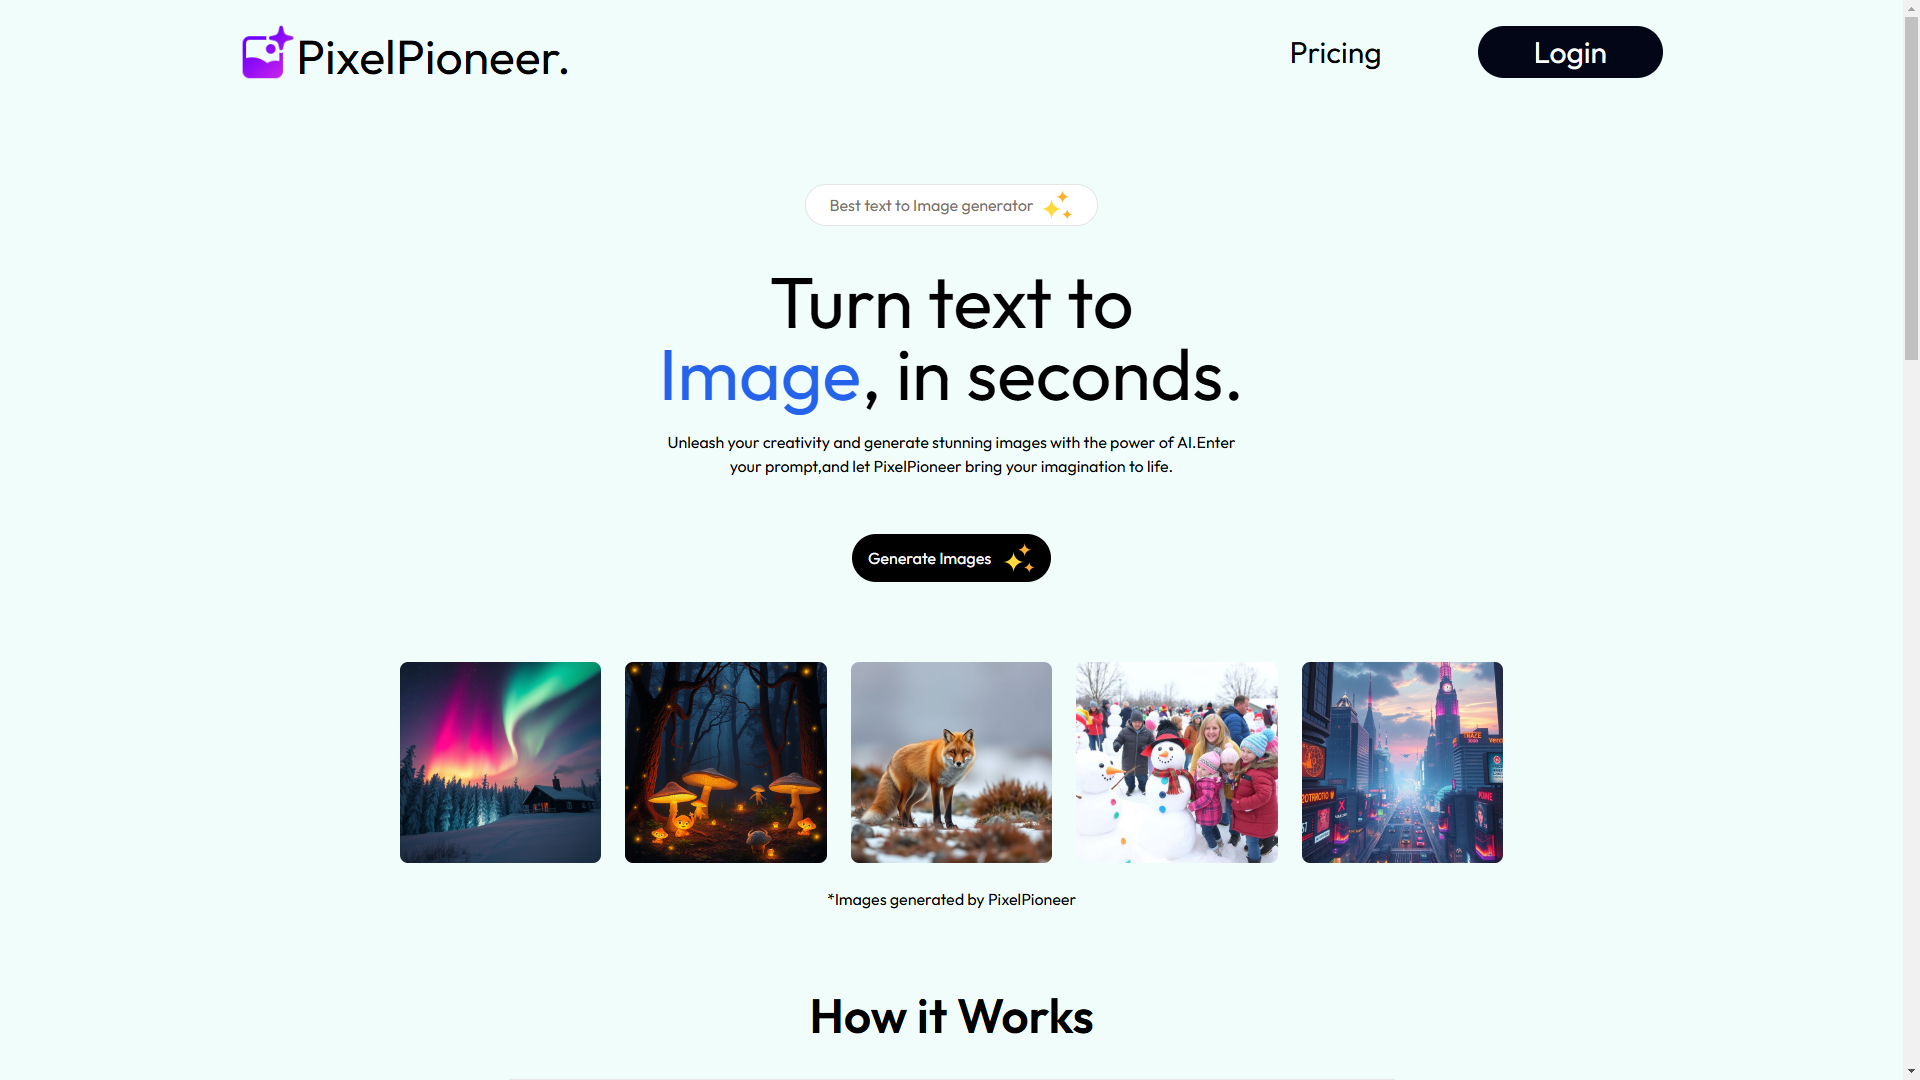 PixelPioneer.
Pricing
Login
Best text to Image generator
Turn text to
Image, in seconds.
Unleash your creativity and generate stunning images with the power of AI.Enter
your prompt,and let PixelPioneer bring your imagination to life.
Generate Images
*Images generated by PixelPioneer
How it Works